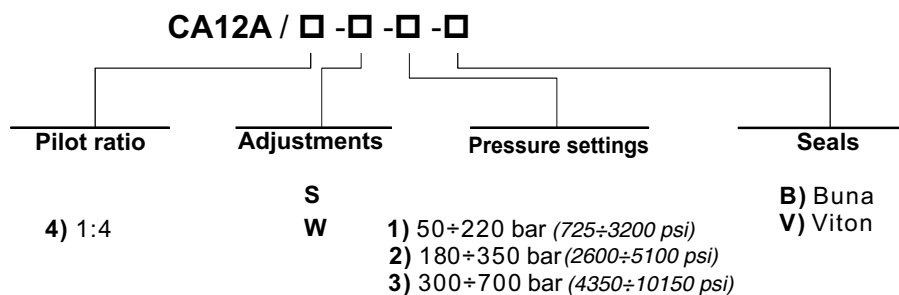 CA12A / □ -□ -□ -□
Pilot ratio
4) 1:4
Adjustments
S
W
Pressure settings
1) 50÷220 bar (725÷3200 psi)
2) 180÷350 bar (2600÷5100 psi)
3) 300÷700 bar (4350÷10150 psi)
Seals
B) Buna
V) Viton